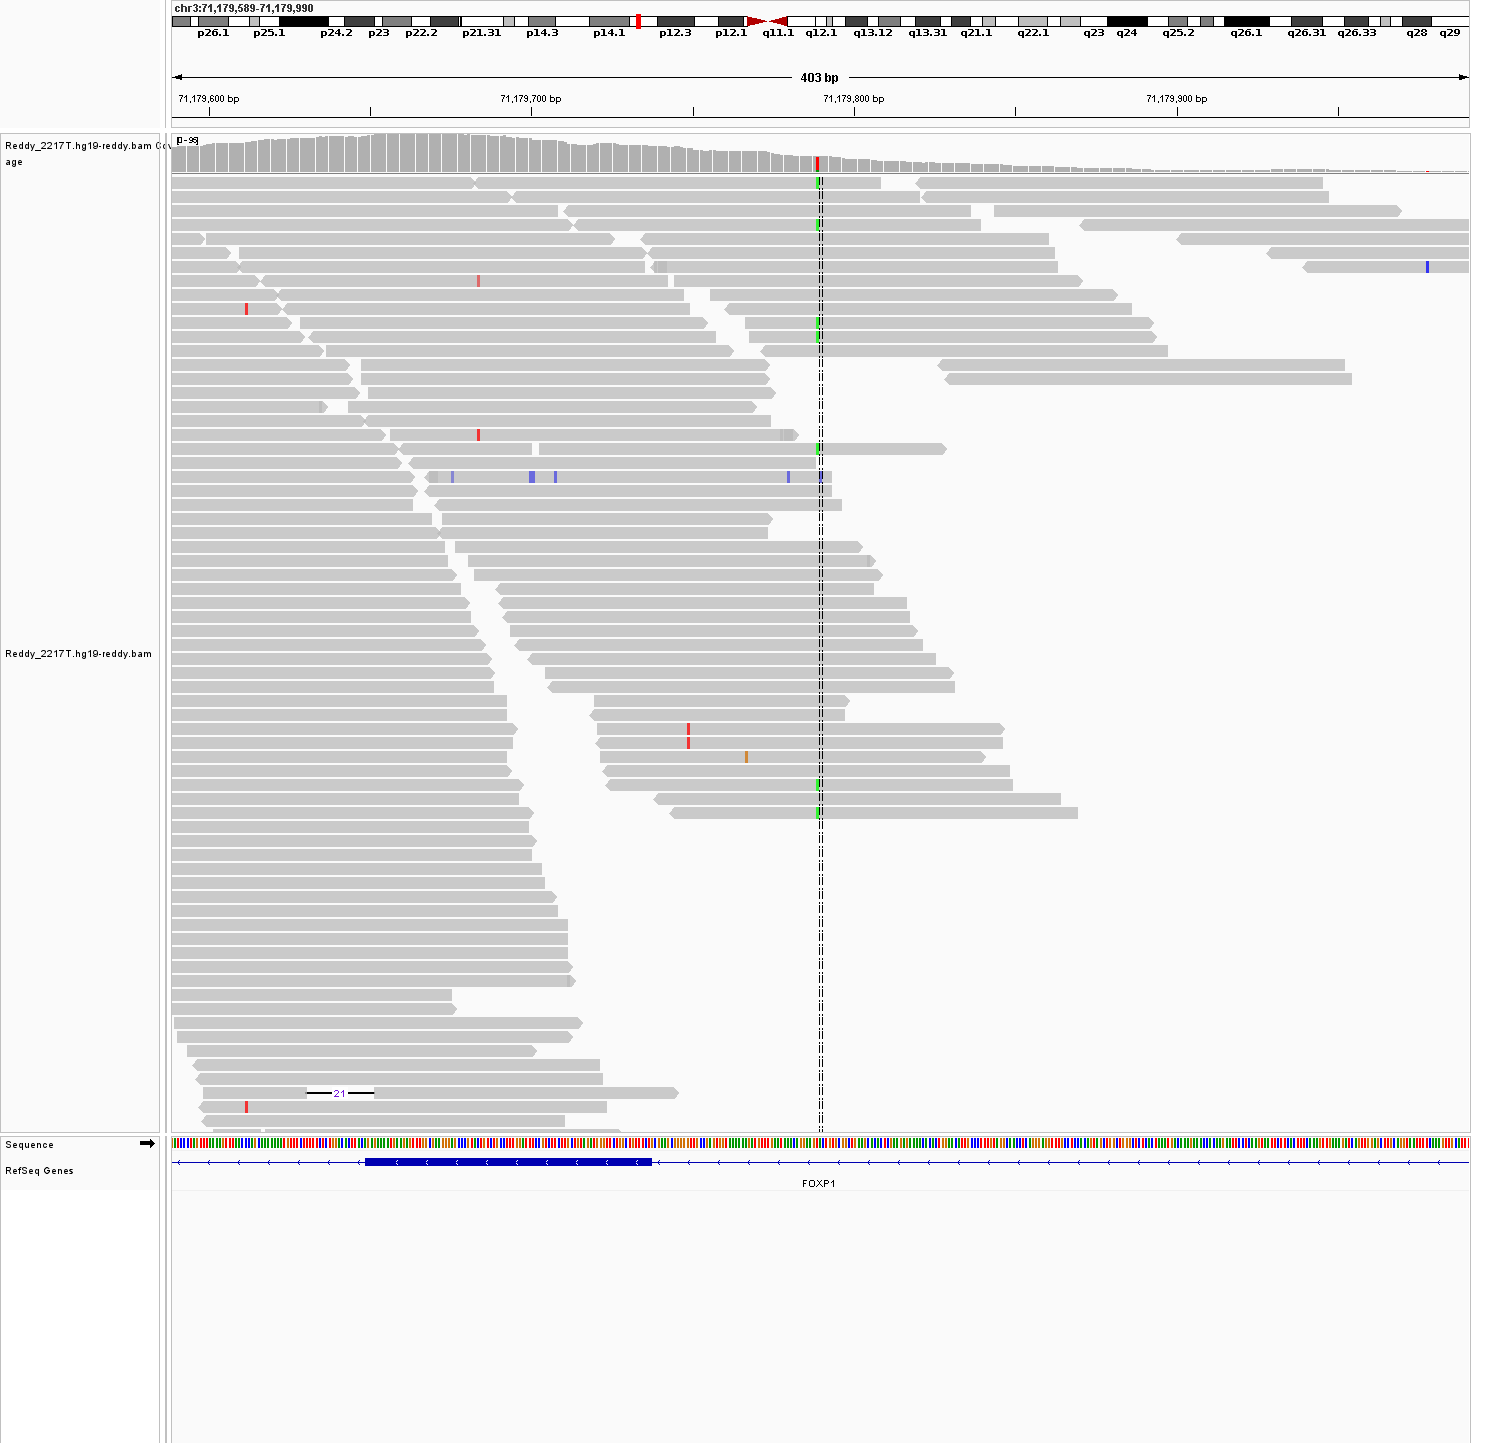 chr3:71,179,589-71,179,990
p26.1 p25.1 p24.2 p23 p22.2 p21.31 p14.3 p14.1 p12.3 p12.1 q11.1 q12.1 q13.12 q13.31 q21.1 q22.1 q23 q24 q25.2 q26.1 q26.31 q26.33 q28 q29
403 bp
71,179,600 bp 71,179,700 bp 71,179,800 bp 71,179,900 bp
Reddy_2217T.hg19-reddy.bam Cov
age
Reddy_2217T.hg19-reddy.bam
21
Sequence
RefSeq Genes
FOXP1